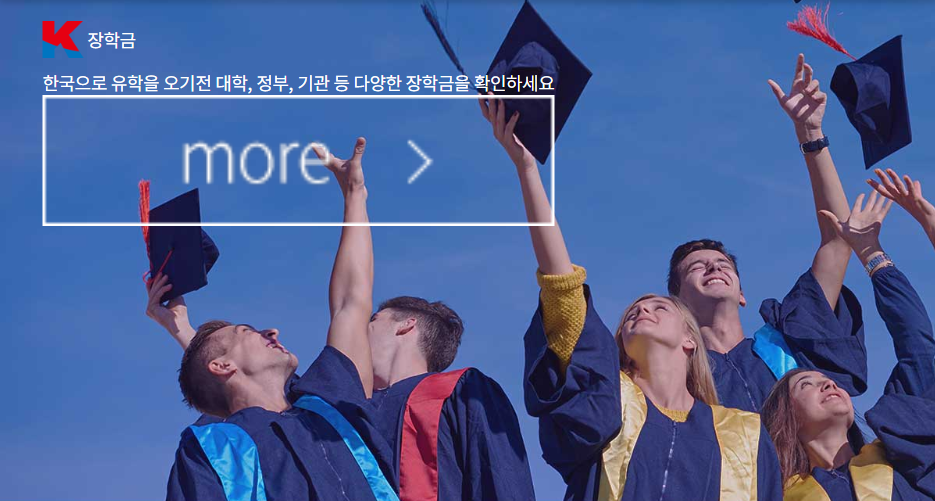 장학금
한국으로 유학을 오기전 대학, 정부, 기관 등 다양한 장학금을 확인하세요
more >